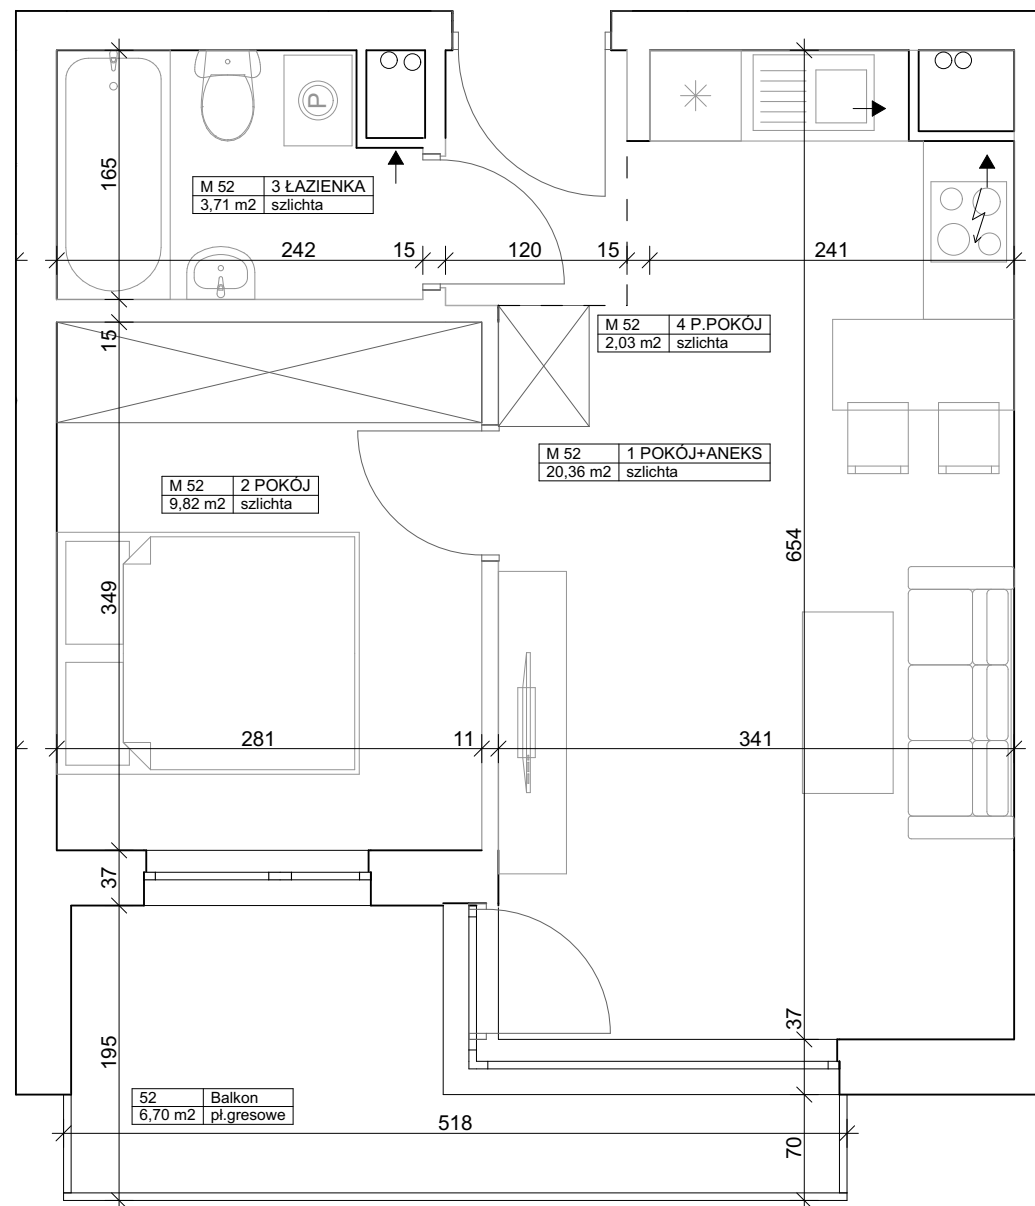 P
165
M 52 3 ŁAZIENKA
3,71 m2 szlichta
242
15
120
15
241
15
M 52 4 P.POKÓJ
2,03 m2 szlichta
M 52 1 POKÓJ+ANEKS
20,36 m2 szlichta
M 52 2 POKÓJ
9,82 m2 szlichta
654
349
281
11
341
37
37
195
52 Balkon
6,70 m2 pł.gresowe
518
70